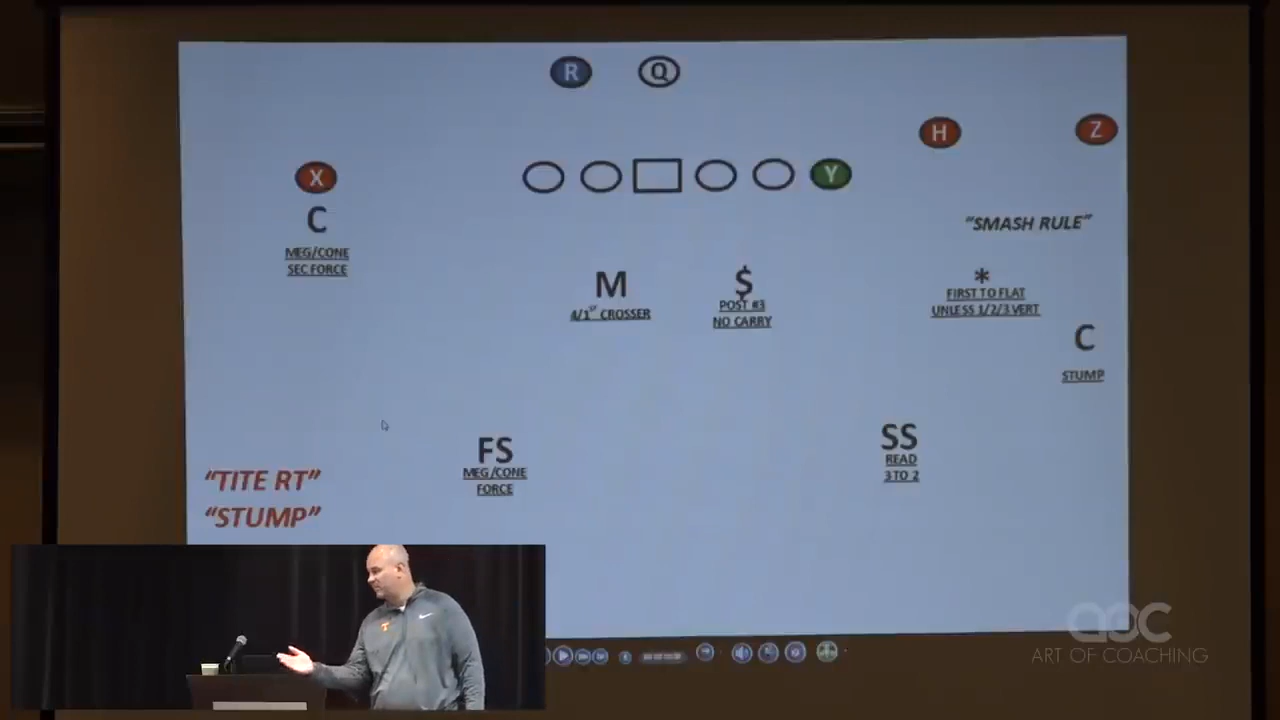 R Q
H Z
X Y
C
MEG/CONE
SEC FORCE
"SMASH RULE"
M
4/1ST CROSSER
$
POST #3
NO CARRY
*
FIRST TO FLAT
UNLESS 1/2/3 VERT
C
STUMP
FS
MEG/CONE
FORCE
SS
READ
3 TO 2
"TITE RT"
"STUMP"
T
aoc
ART OF COACHING